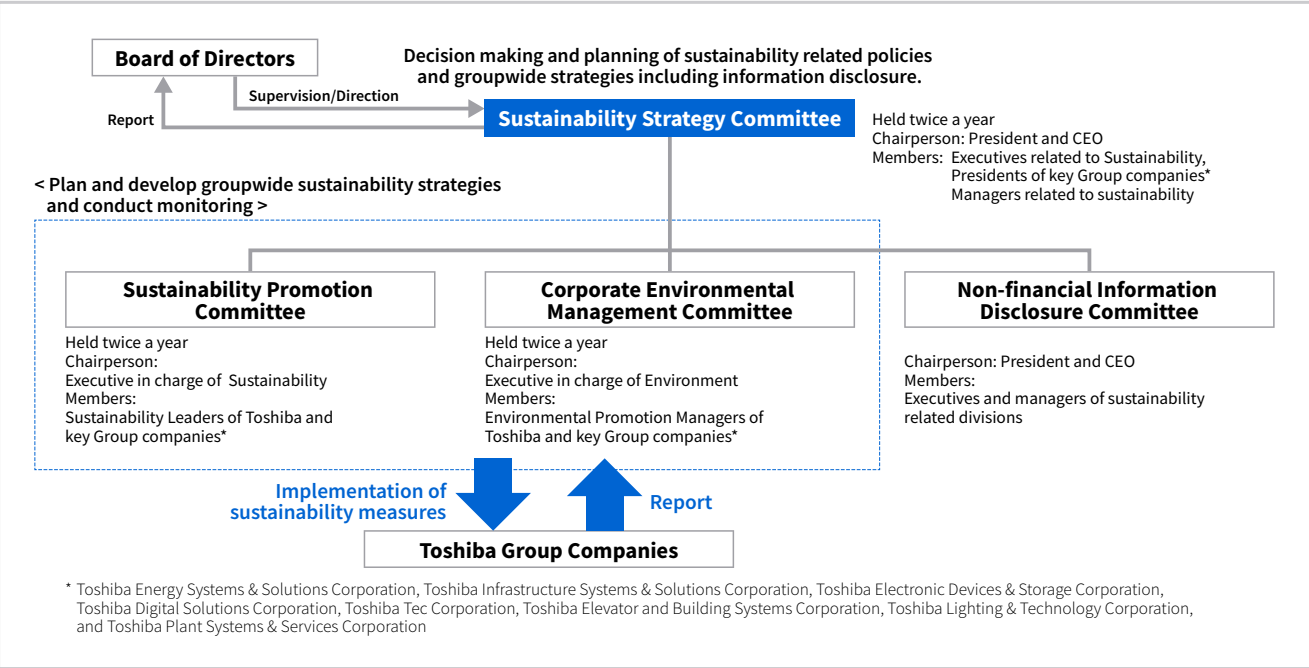 Board of Directors
Decision making and planning of sustainability related policies
and groupwide strategies including information disclosure.
Supervision/Direction
Report
Sustainability Strategy Committee
Held twice a year
Chairperson: President and CEO
Members: Executives related to Sustainability,
Presidents of key Group companies*
Managers related to sustainability
< Plan and develop groupwide sustainability strategies
and conduct monitoring >
Sustainability Promotion
Committee
Held twice a year
Chairperson:
Executive in charge of Sustainability
Members:
Sustainability Leaders of Toshiba and
key Group companies*
Corporate Environmental
Management Committee
Held twice a year
Chairperson:
Executive in charge of Environment
Members:
Environmental Promotion Managers of
Toshiba and key Group companies*
Non-financial Information
Disclosure Committee
Chairperson: President and CEO
Members:
Executives and managers of sustainability
related divisions
Implementation of
sustainability measures
Report
Toshiba Group Companies
* Toshiba Energy Systems & Solutions Corporation, Toshiba Infrastructure Systems & Solutions Corporation, Toshiba Electronic Devices & Storage Corporation,
Toshiba Digital Solutions Corporation, Toshiba Tec Corporation, Toshiba Elevator and Building Systems Corporation, Toshiba Lighting & Technology Corporation,
and Toshiba Plant Systems & Services Corporation